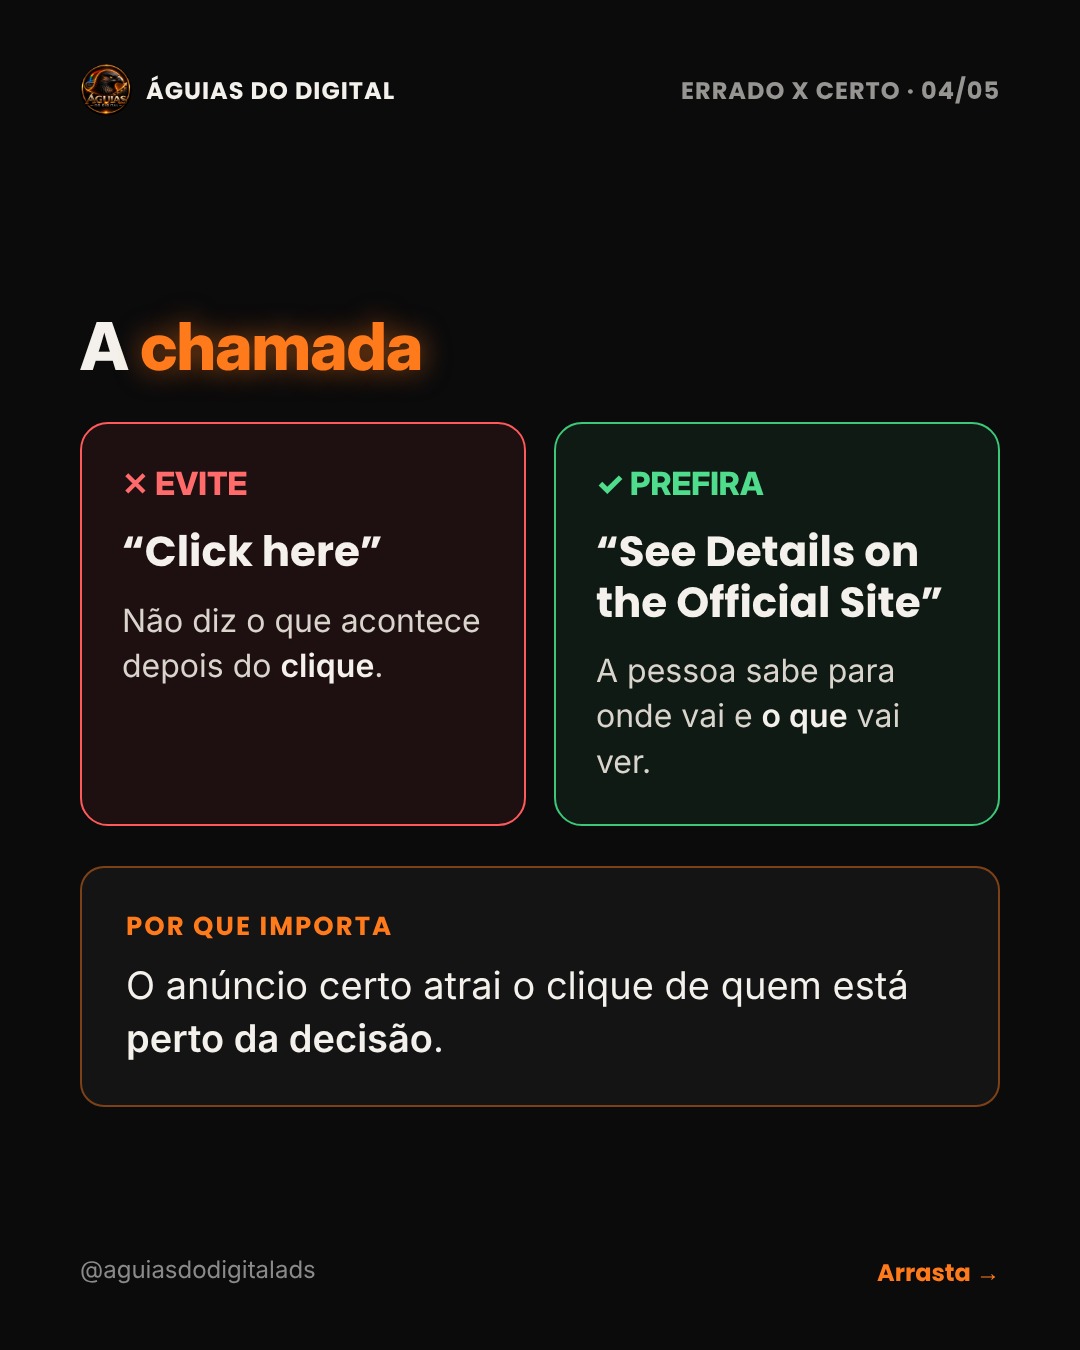 ÁGUIAS
ÁGUIAS DO DIGITAL
ERRADO X CERTO · 04/05
A chamada
✕ EVITE
“Click here”
Não diz o que acontece
depois do clique.
✓ PREFIRA
“See Details on
the Official Site”
A pessoa sabe para
onde vai e o que vai
ver.
POR QUE IMPORTA
O anúncio certo atrai o clique de quem está
perto da decisão.
@aguiasdodigitalads
Arrasta →